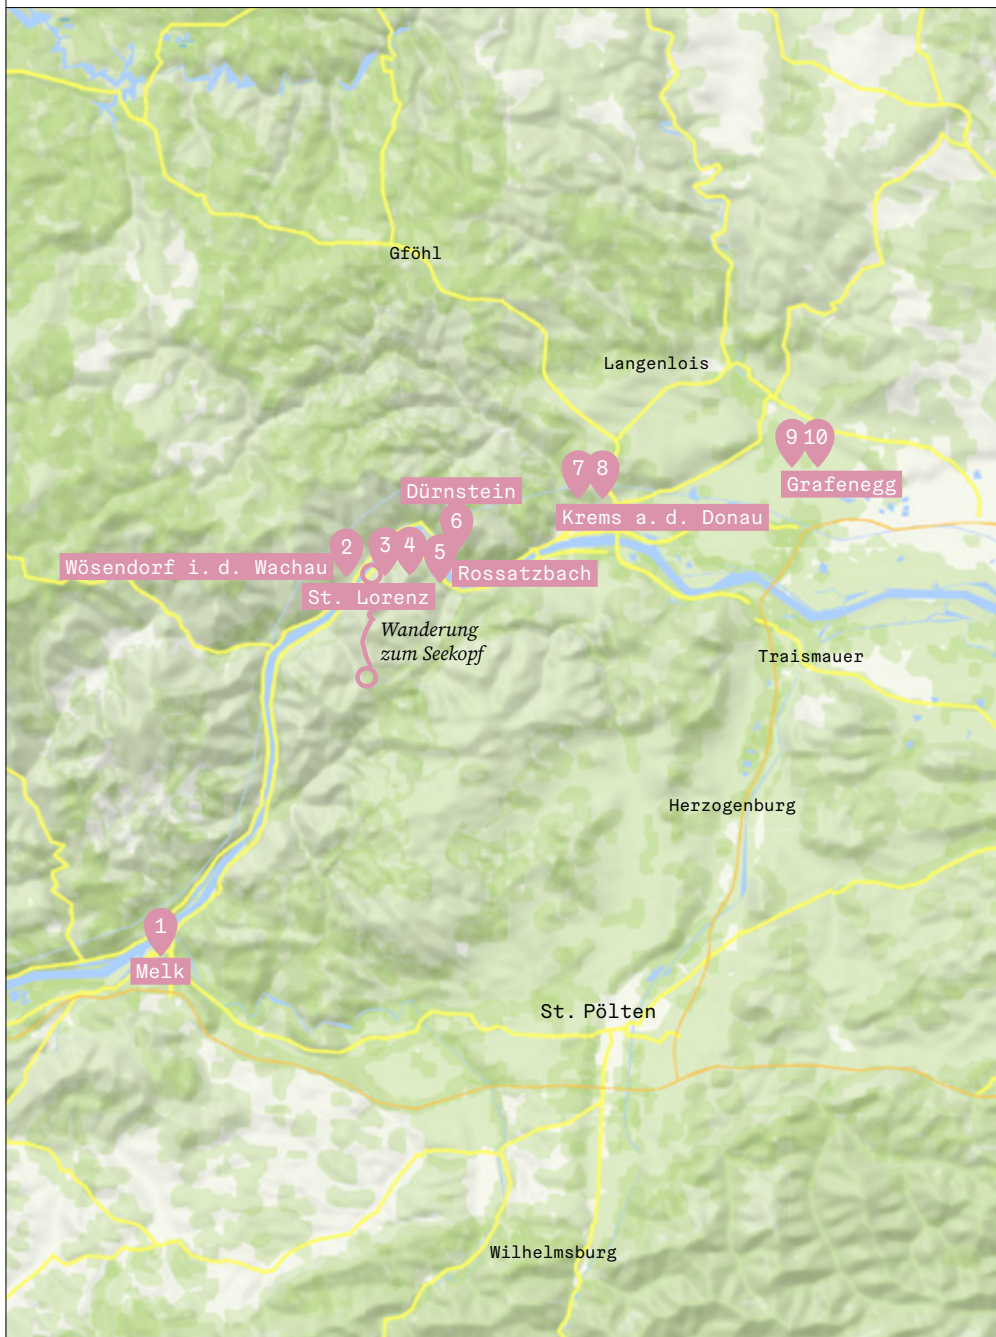 Gföhl
Langenlois
9 10
Grafenegg
7 8
Dürnstein
Krems a. d. Donau
6
2 3 4 5
Wösendorf i. d. Wachau
Rossatzbach
St. Lorenz
Wanderung
zum Seekopf
Traismauer
Herzogenburg
1
Melk
St. Pölten
Wilhelmsburg